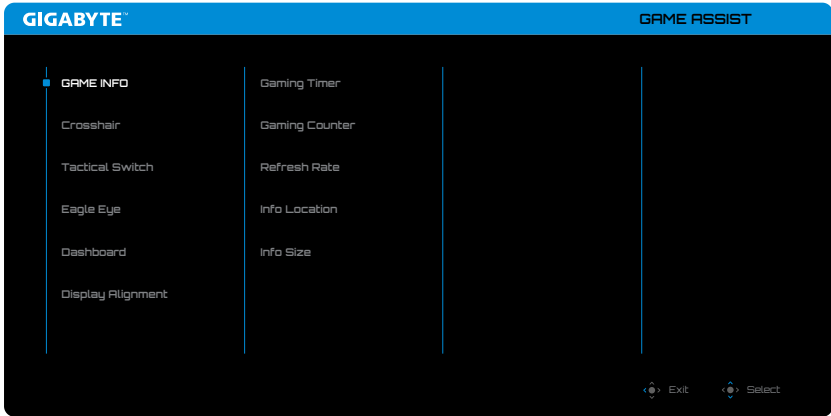 GIGABYTE™
GAME ASSIST
GAME INFO
Crosshair
Tactical Switch
Eagle Eye
Dashboard
Display Alignment
Gaming Timer
Gaming Counter
Refresh Rate
Info Location
Info Size
Exit
Select